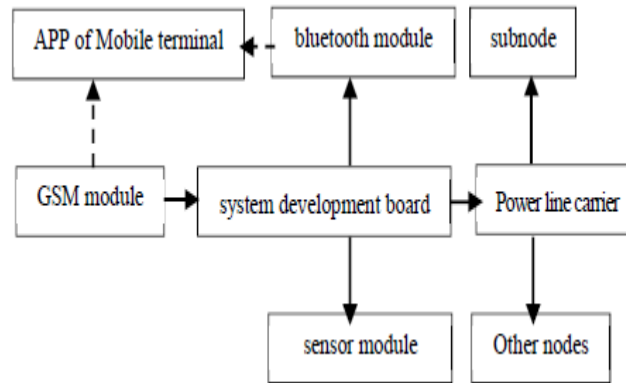 APP of Mobile terminal
bluetooth module
subnode
GSM module
system development board
Power line carrier
sensor module
Other nodes